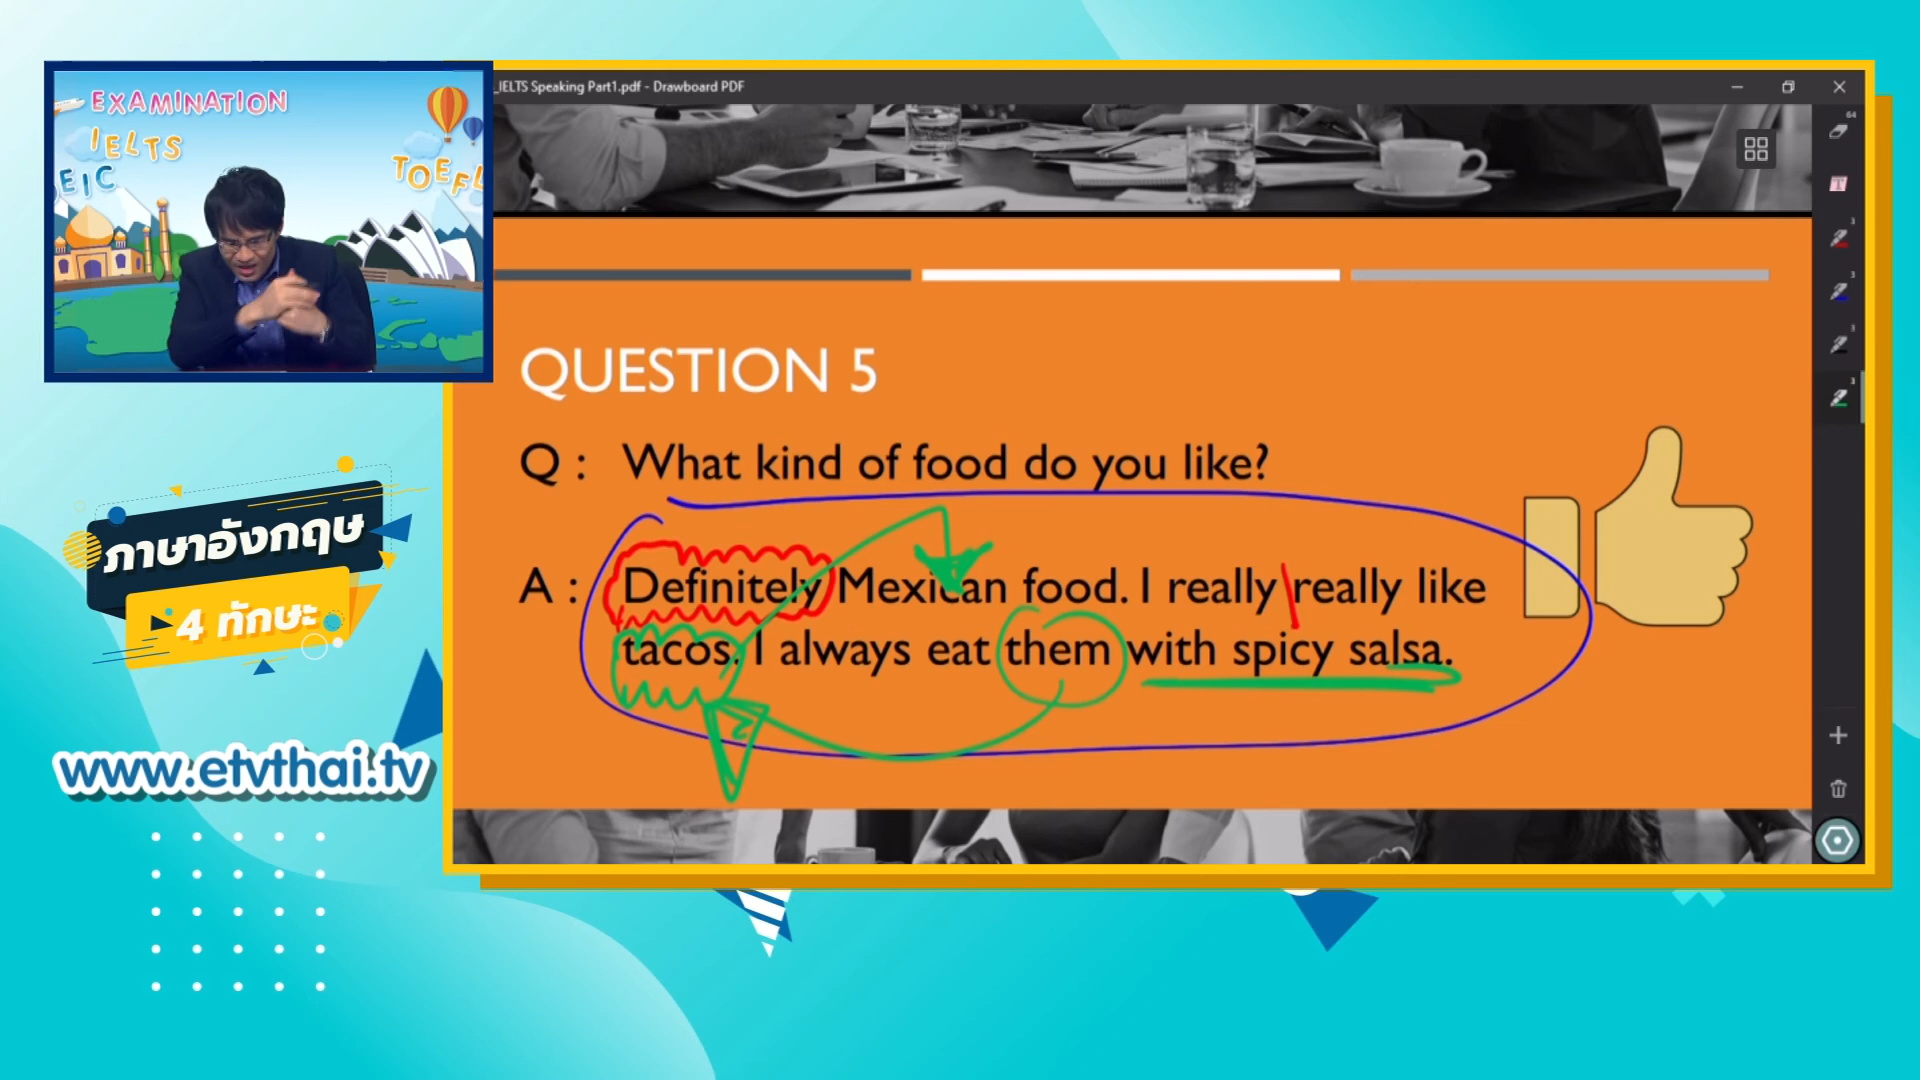 EXAMINATION
IELTS
EIC
TOEFL
_IELTS Speaking Part1.pdf - Drawboard PDF
QUESTION 5
Q : What kind of food do you like?
A : Definitely Mexican food. I really really like
tacos. I always eat them with spicy salsa.
ภาษาอังกฤษ
4 ทักษะ
www.etvthai.tv